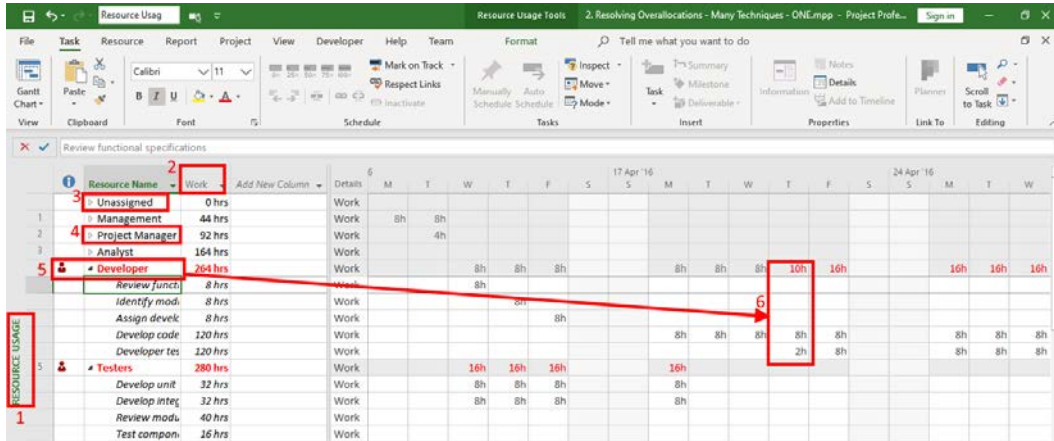 Resource Usag
Resource Usage Tools
2. Resolving Overallocations - Many Techniques - ONE.mpp - Project Profe...
Sign in
File Task Resource Report Project View Developer Help Team Format Tell me what you want to do
Gantt Chart
Paste
Calibri 11
B I U A
Mark on Track
Respect Links
Inactivate
Manually Schedule
Auto Schedule
Inspect
Move
Mode
Task
Summary
Milestone
Deliverable
Information
Notes
Details
Add to Timeline
Planner
Scroll to Task
View Clipboard Font Schedule Tasks Insert Properties Link To Editing
Review functional specifications
2
6 17 Apr '16 24 Apr '16
Resource Name Work Add New Column Details M T W T F S S M T W T F S S M T W
3 Unassigned 0 hrs Work
1 Management 44 hrs Work 8h 8h
2 4 Project Manager 92 hrs Work 4h
3 Analyst 164 hrs Work
5 Developer 264 hrs Work 8h 8h 8h 8h 8h 8h 10h 16h 16h 16h 16h
Review functi 8 hrs Work 8h
Identify modu 8 hrs Work 8h
6
Assign develo 8 hrs Work 8h
Develop code 120 hrs Work 8h 8h 8h 8h 8h 8h 8h 8h
Developer tes 120 hrs Work 2h 8h 8h 8h 8h
5 Testers 280 hrs Work 16h 16h 16h 16h
Develop unit 32 hrs Work 8h 8h 8h 8h
Develop integ 32 hrs Work 8h 8h 8h 8h
Review modu 40 hrs Work
Test compon 16 hrs Work
RESOURCE USAGE
1